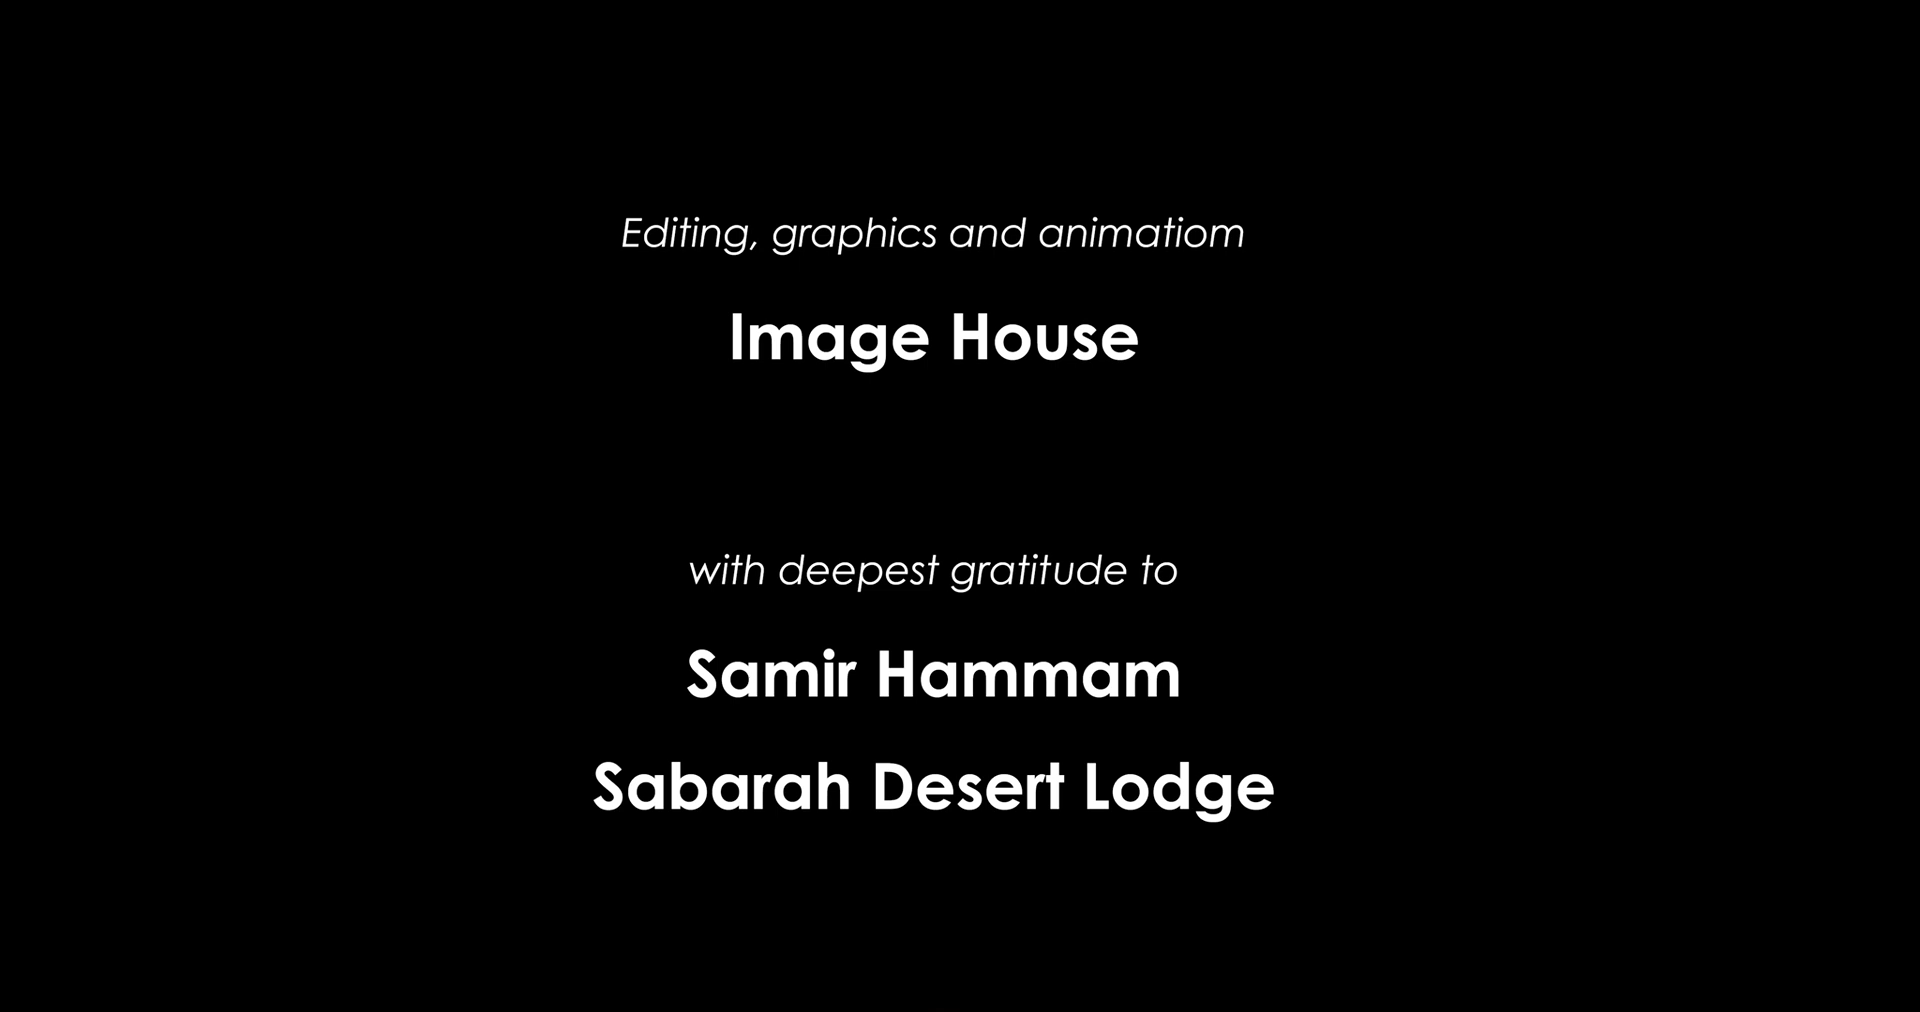 Editing, graphics and animatiom
Image House
with deepest gratitude to
Samir Hammam
Sabarah Desert Lodge